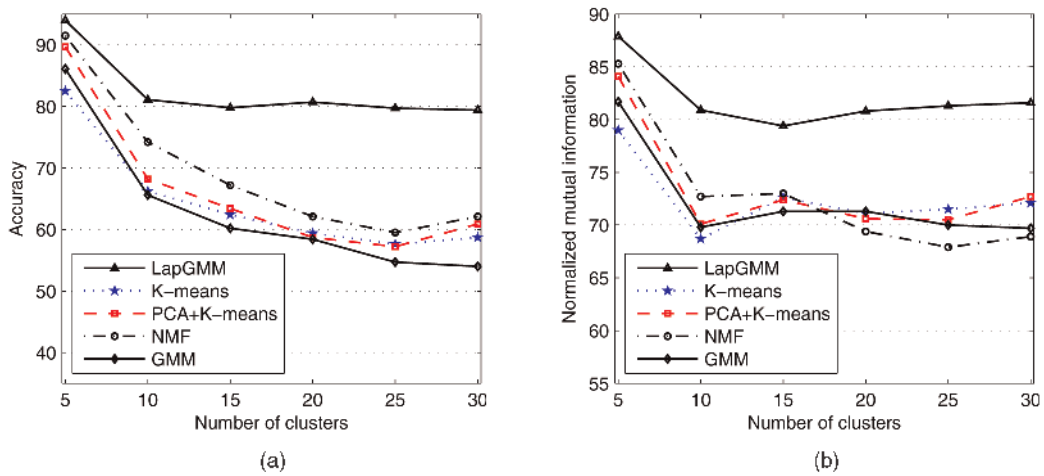 90
80
70
60
50
40
Accuracy
LapGMM
K-means
PCA+K-means
NMF
GMM
5 10 15 20 25 30
Number of clusters
(a)
90
85
80
75
70
65
60
55
Normalized mutual information
LapGMM
K-means
PCA+K-means
NMF
GMM
5 10 15 20 25 30
Number of clusters
(b)